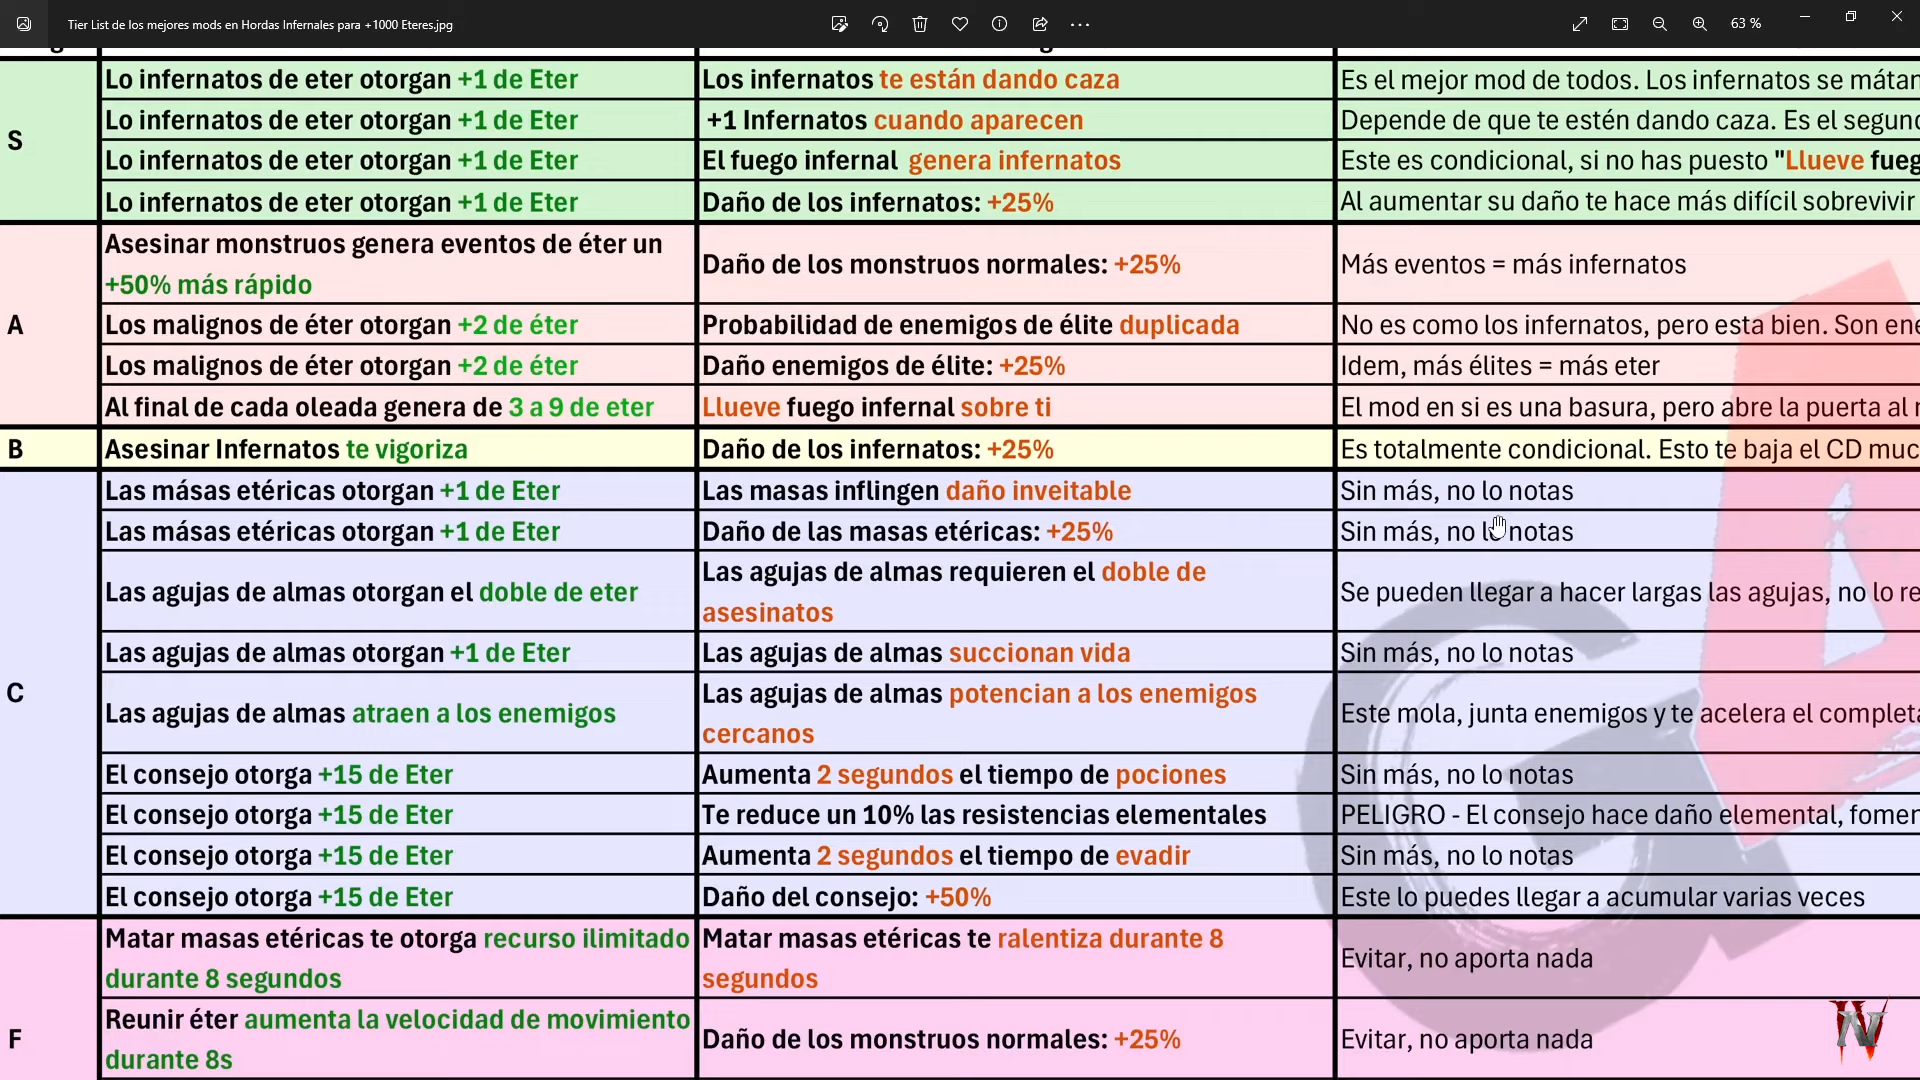 Tier List de los mejores mods en Hordas Infernales para +1000 Eteres.jpg
63 %
S
Lo infernatos de eter otorgan +1 de Eter
Los infernatos te están dando caza
Es el mejor mod de todos. Los infernatos se mátan
Lo infernatos de eter otorgan +1 de Eter
+1 Infernatos cuando aparecen
Depende de que te estén dando caza. Es el segund
Lo infernatos de eter otorgan +1 de Eter
El fuego infernal genera infernatos
Este es condicional, si no has puesto "Llueve fueg
Lo infernatos de eter otorgan +1 de Eter
Daño de los infernatos: +25%
Al aumentar su daño te hace más difícil sobrevivir
A
Asesinar monstruos genera eventos de éter un
+50% más rápido
Daño de los monstruos normales: +25%
Más eventos = más infernatos
Los malignos de éter otorgan +2 de éter
Probabilidad de enemigos de élite duplicada
No es como los infernatos, pero esta bien. Son ene
Los malignos de éter otorgan +2 de éter
Daño enemigos de élite: +25%
Idem, más élites = más eter
Al final de cada oleada genera de 3 a 9 de eter
Llueve fuego infernal sobre ti
El mod en si es una basura, pero abre la puerta al
B
Asesinar Infernatos te vigoriza
Daño de los infernatos: +25%
Es totalmente condicional. Esto te baja el CD muc
C
Las másas etéricas otorgan +1 de Eter
Las masas inflingen daño inveitable
Sin más, no lo notas
Las másas etéricas otorgan +1 de Eter
Daño de las masas etéricas: +25%
Sin más, no lo notas
Las agujas de almas otorgan el doble de eter
Las agujas de almas requieren el doble de
asesinatos
Se pueden llegar a hacer largas las agujas, no lo re
Las agujas de almas otorgan +1 de Eter
Las agujas de almas succionan vida
Sin más, no lo notas
Las agujas de almas atraen a los enemigos
Las agujas de almas potencian a los enemigos
cercanos
Este mola, junta enemigos y te acelera el completa
El consejo otorga +15 de Eter
Aumenta 2 segundos el tiempo de pociones
Sin más, no lo notas
El consejo otorga +15 de Eter
Te reduce un 10% las resistencias elementales
PELIGRO - El consejo hace daño elemental, fomen
El consejo otorga +15 de Eter
Aumenta 2 segundos el tiempo de evadir
Sin más, no lo notas
El consejo otorga +15 de Eter
Daño del consejo: +50%
Este lo puedes llegar a acumular varias veces
F
Matar masas etéricas te otorga recurso ilimitado
durante 8 segundos
Matar masas etéricas te ralentiza durante 8
segundos
Evitar, no aporta nada
Reunir éter aumenta la velocidad de movimiento
durante 8s
Daño de los monstruos normales: +25%
Evitar, no aporta nada
IV